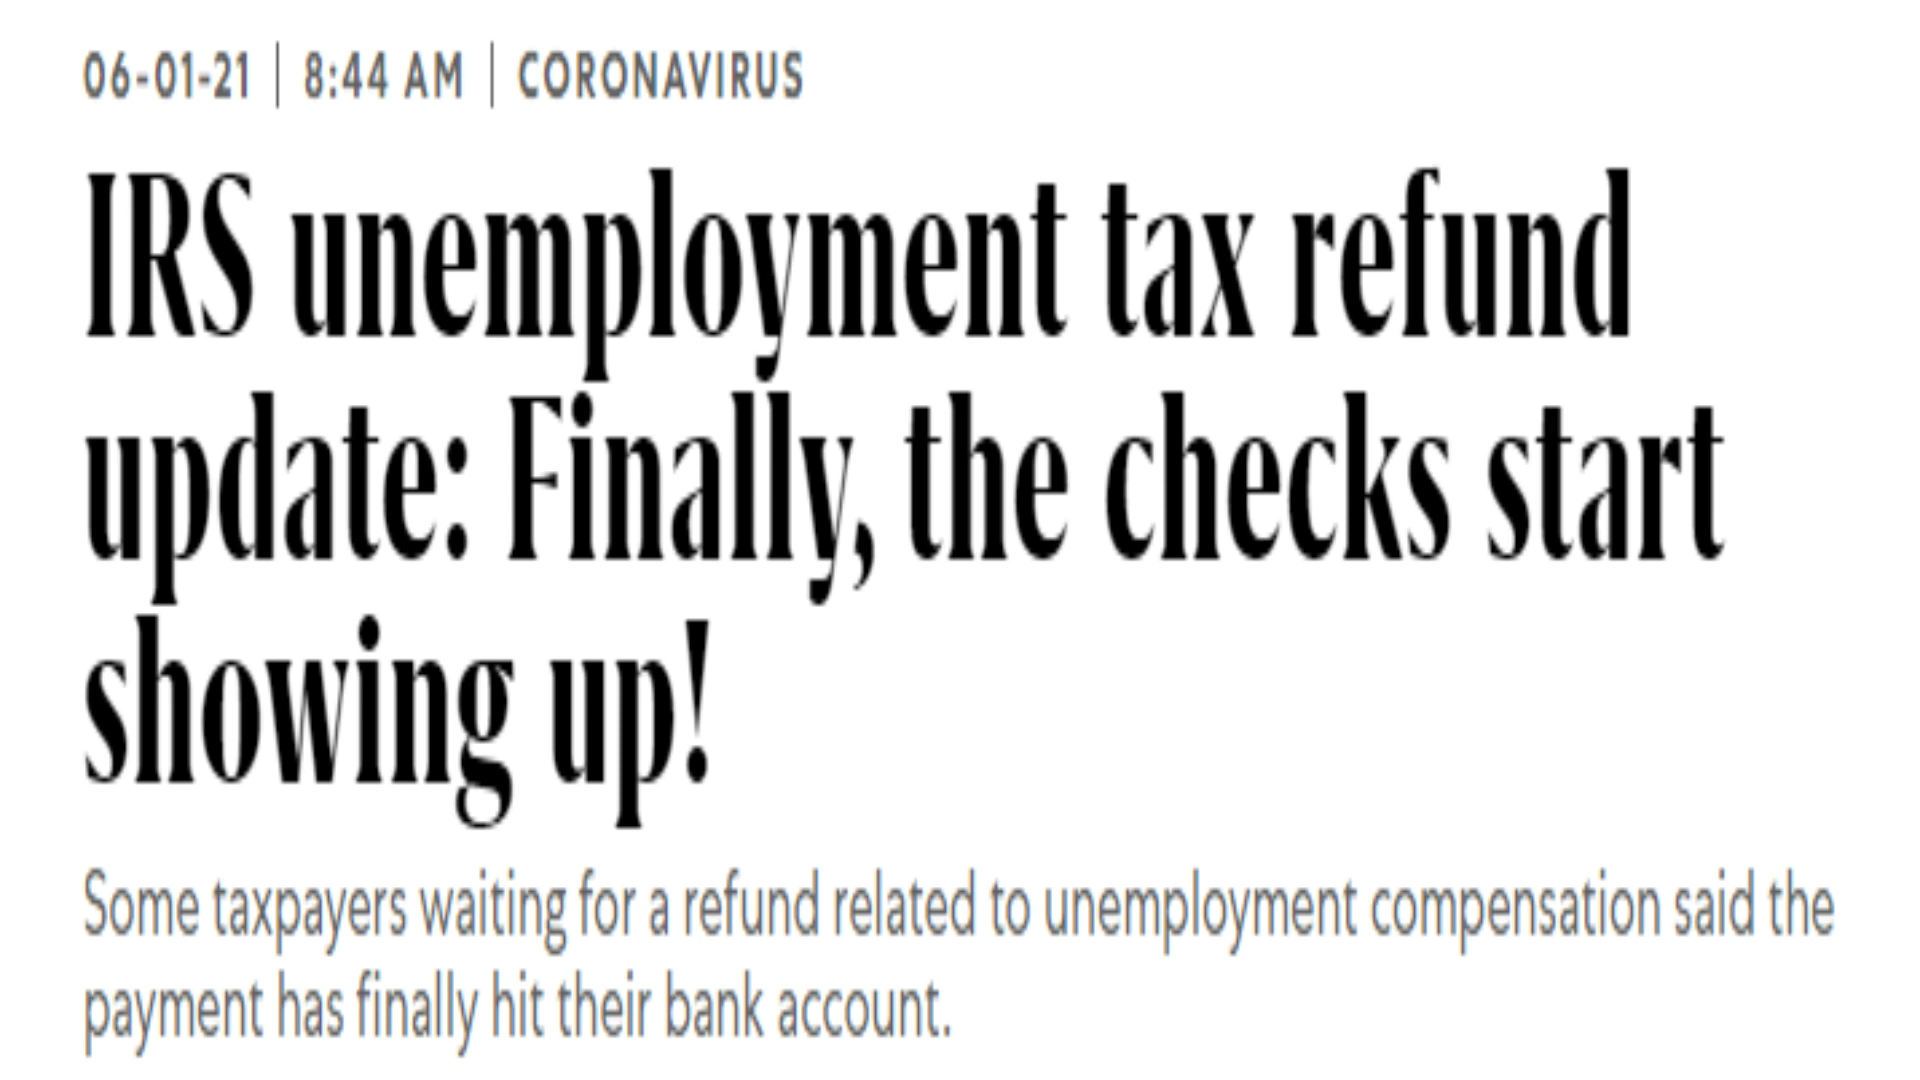 06-01-21 | 8:44 AM | CORONAVIRUS
IRS unemployment tax refund
update: Finally, the checks start
showing up!
Some taxpayers waiting for a refund related to unemployment compensation said the
payment has finally hit their bank account.